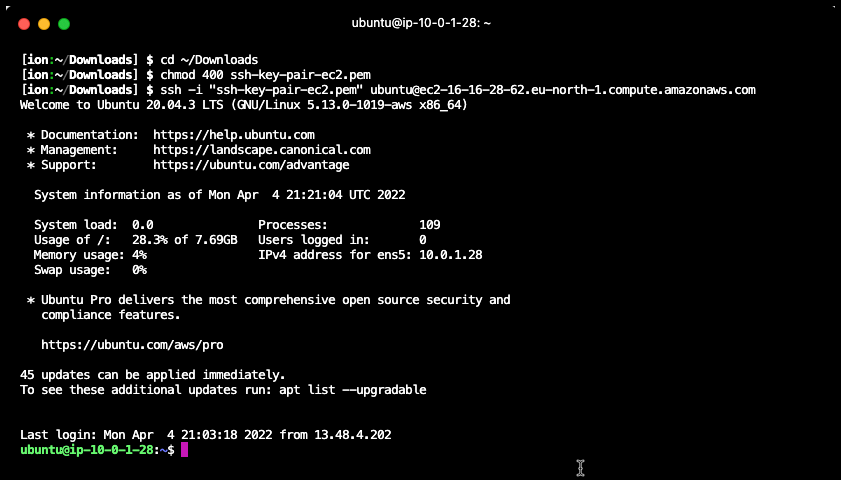 ubuntu@ip-10-0-1-28: ~
[ion:~/Downloads] $ cd ~/Downloads
[ion:~/Downloads] $ chmod 400 ssh-key-pair-ec2.pem
[ion:~/Downloads] $ ssh -i "ssh-key-pair-ec2.pem" ubuntu@ec2-16-16-28-62.eu-north-1.compute.amazonaws.com
Welcome to Ubuntu 20.04.3 LTS (GNU/Linux 5.13.0-1019-aws x86_64)
* Documentation:  https://help.ubuntu.com
* Management:     https://landscape.canonical.com
* Support:        https://ubuntu.com/advantage
System information as of Mon Apr  4 21:21:04 UTC 2022
System load:  0.0                Processes:             109
Usage of /:   28.3% of 7.69GB   Users logged in:       0
Memory usage: 4%                IPv4 address for ens5: 10.0.1.28
Swap usage:   0%
* Ubuntu Pro delivers the most comprehensive open source security and
compliance features.
https://ubuntu.com/aws/pro
45 updates can be applied immediately.
To see these additional updates run: apt list --upgradable
Last login: Mon Apr  4 21:03:18 2022 from 13.48.4.202
ubuntu@ip-10-0-1-28:~$